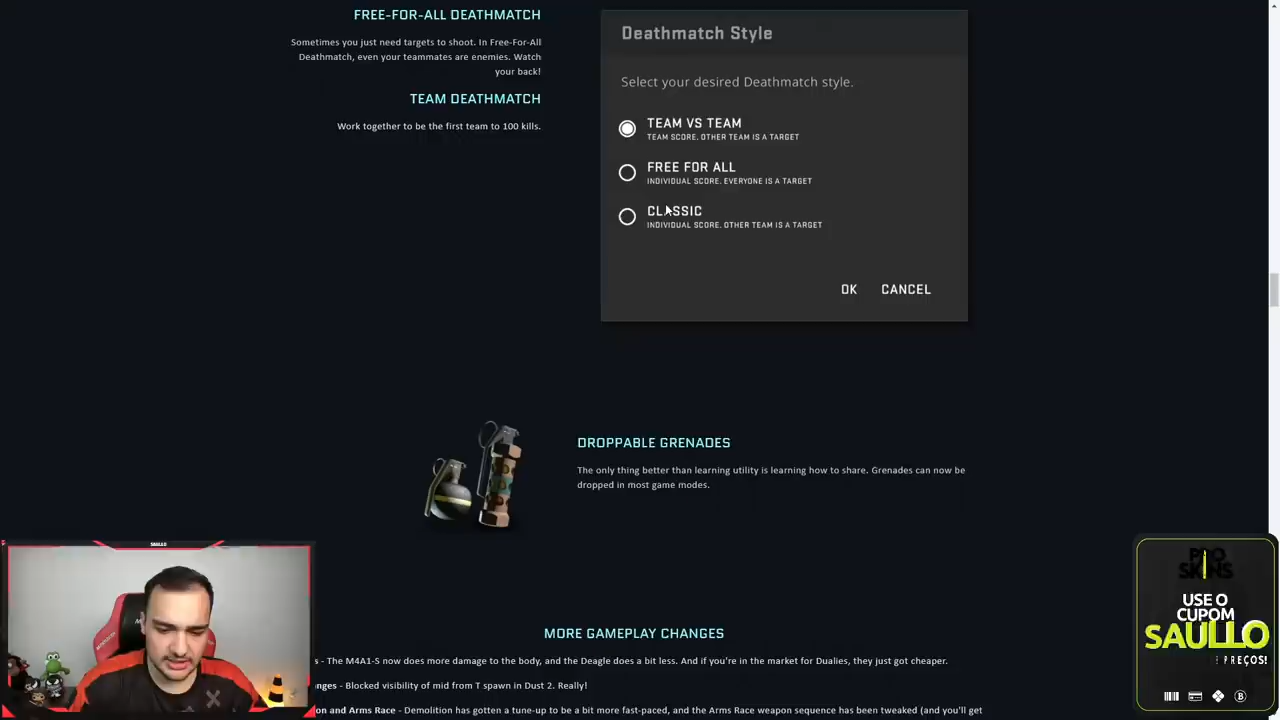 FREE-FOR-ALL DEATHMATCH
Sometimes you just need targets to shoot. In Free-For-All
Deathmatch, even your teammates are enemies. Watch
your back!
TEAM DEATHMATCH
Work together to be the first team to 100 kills.
Deathmatch Style
Select your desired Deathmatch style.
TEAM VS TEAM
TEAM SCORE. OTHER TEAM IS A TARGET
FREE FOR ALL
INDIVIDUAL SCORE. EVERYONE IS A TARGET
CLASSIC
INDIVIDUAL SCORE. OTHER TEAM IS A TARGET
OK CANCEL
DROPPABLE GRENADES
The only thing better than learning utility is learning how to share. Grenades can now be
dropped in most game modes.
MORE GAMEPLAY CHANGES
- The M4A1-S now does more damage to the body, and the Deagle does a bit less. And if you're in the market for Dualies, they just got cheaper.
- Blocked visibility of mid from T spawn in Dust 2. Really!
and Arms Race - Demolition has gotten a tune-up to be a bit more fast-paced, and the Arms Race weapon sequence has been tweaked (and you'll get
SAULLO
PRO
SKINS
USE O
CUPOM
SAULLO
PREÇOS!